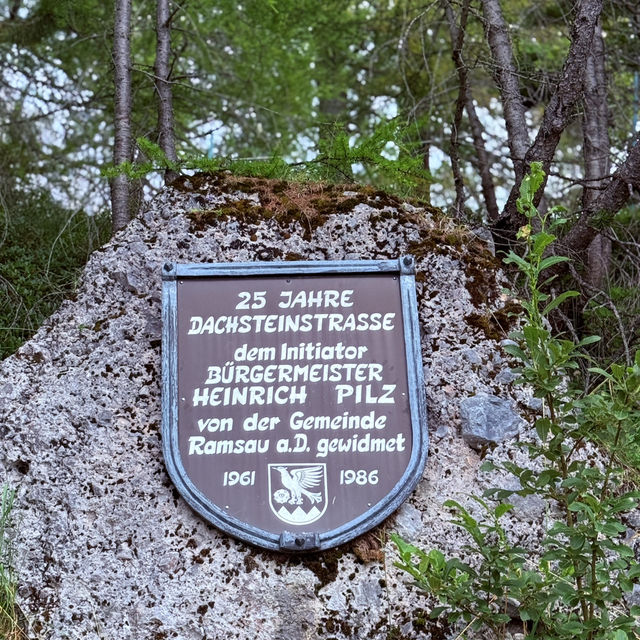 25 JAHRE
DACHSTEINSTRASSE
dem Initiator
BÜRGERMEISTER
HEINRICH PILZ
von der Gemeinde
Ramsau a.D. gewidmet
1961 1986